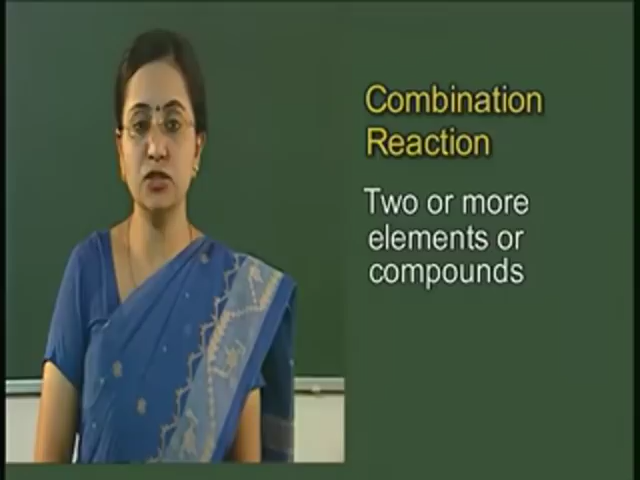 Combination
Reaction
Two or more
elements or
compounds